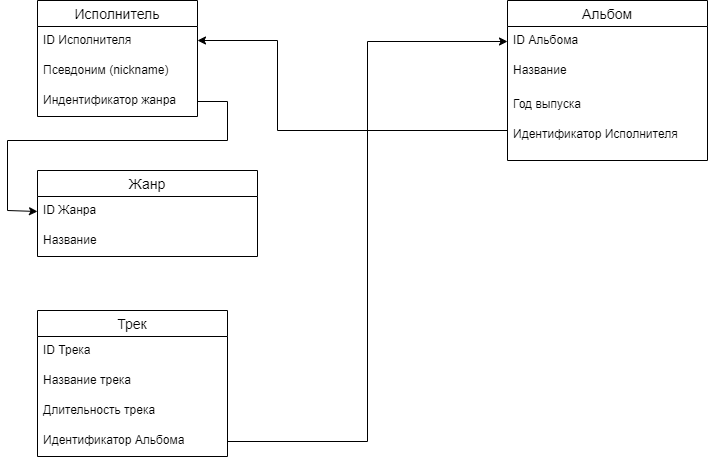 Исполнитель
ID Исполнителя
Псевдоним (nickname)
Индентификатор жанра
Альбом
ID Альбома
Название
Год выпуска
Идентификатор Исполнителя
Жанр
ID Жанра
Название
Трек
ID Трека
Название трека
Длительность трека
Идентификатор Альбома